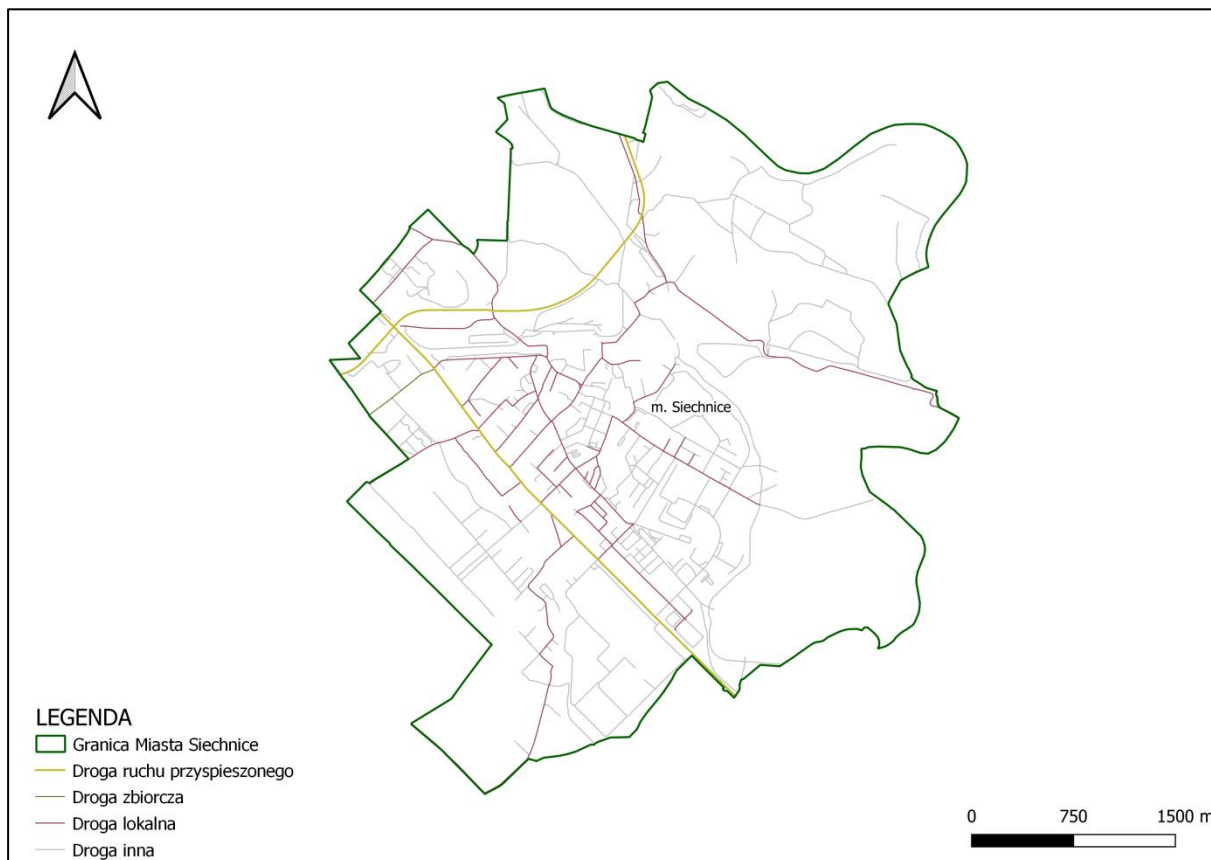 m. Siechnice
LEGENDA
Granica Miasta Siechnice
Droga ruchu przyspieszonego
Droga zbiorcza
Droga lokalna
Droga inna
0 750 1500 m